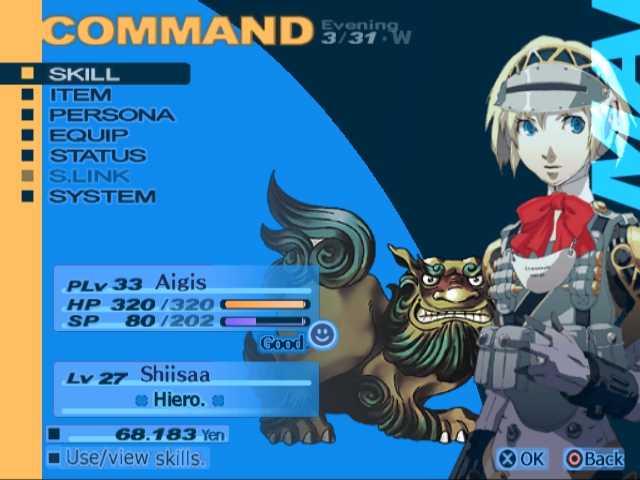 COMMAND
Evening
3/31・W
SKILL
ITEM
PERSONA
EQUIP
STATUS
S.LINK
SYSTEM
PLv 33 Aigis
HP 320/320
SP 80/202
Good
Lv 27 Shiisaa
Hiero.
68.183 Yen
Use/view skills.
OK Back